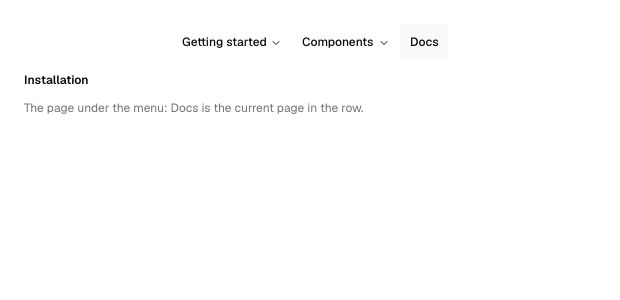 Getting started Components Docs
Installation
The page under the menu: Docs is the current page in the row.